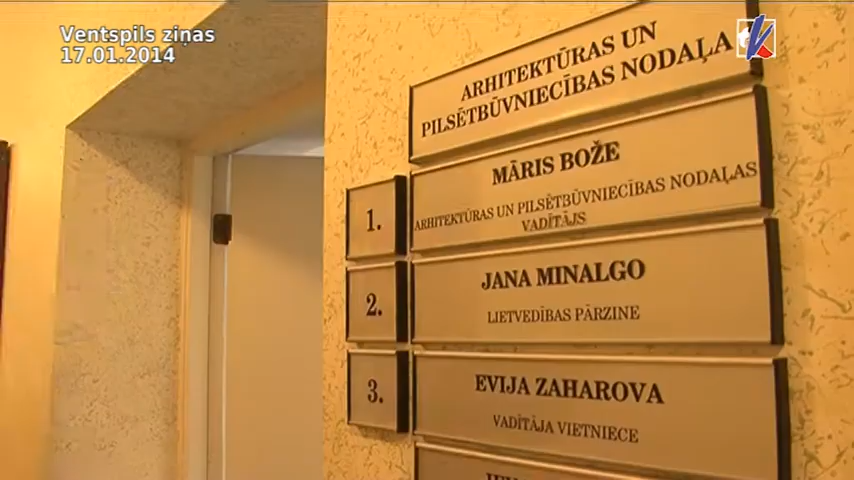 Ventspils ziņas
17.01.2014
ARHITEKTŪRAS UN
PILSĒTBŪVNIECĪBAS NODAĻA
1.
MĀRIS BOŽE
ARHITEKTŪRAS UN PILSĒTBŪVNIECĪBAS NODAĻAS
VADĪTĀJS
2.
JANA MINALGO
LIETVEDĪBAS PĀRZINE
3.
EVIJA ZAHAROVA
VADĪTĀJA VIETNIECE